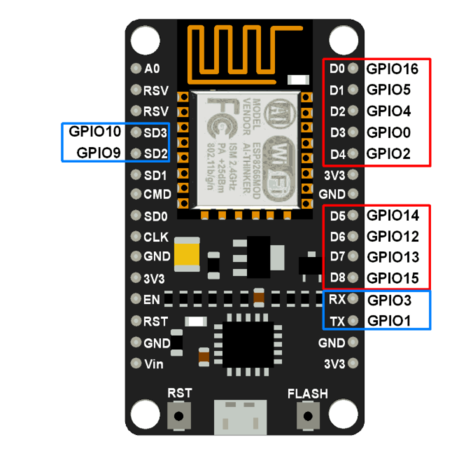 A0
RSV
RSV
GPIO10 SD3
GPIO9 SD2
SD1
CMD
SD0
CLK
GND
3V3
EN
RST
GND
Vin
MODEL
VENDOR
ESP8266MOD
AI-THINKER
ISM 2.4GHz
PA +25dBm
802.11b/g/n
FC
AI
Wi Fi
D0 GPIO16
D1 GPIO5
D2 GPIO4
D3 GPIO0
D4 GPIO2
3V3
GND
D5 GPIO14
D6 GPIO12
D7 GPIO13
D8 GPIO15
RX GPIO3
TX GPIO1
GND
3V3
RST
FLASH